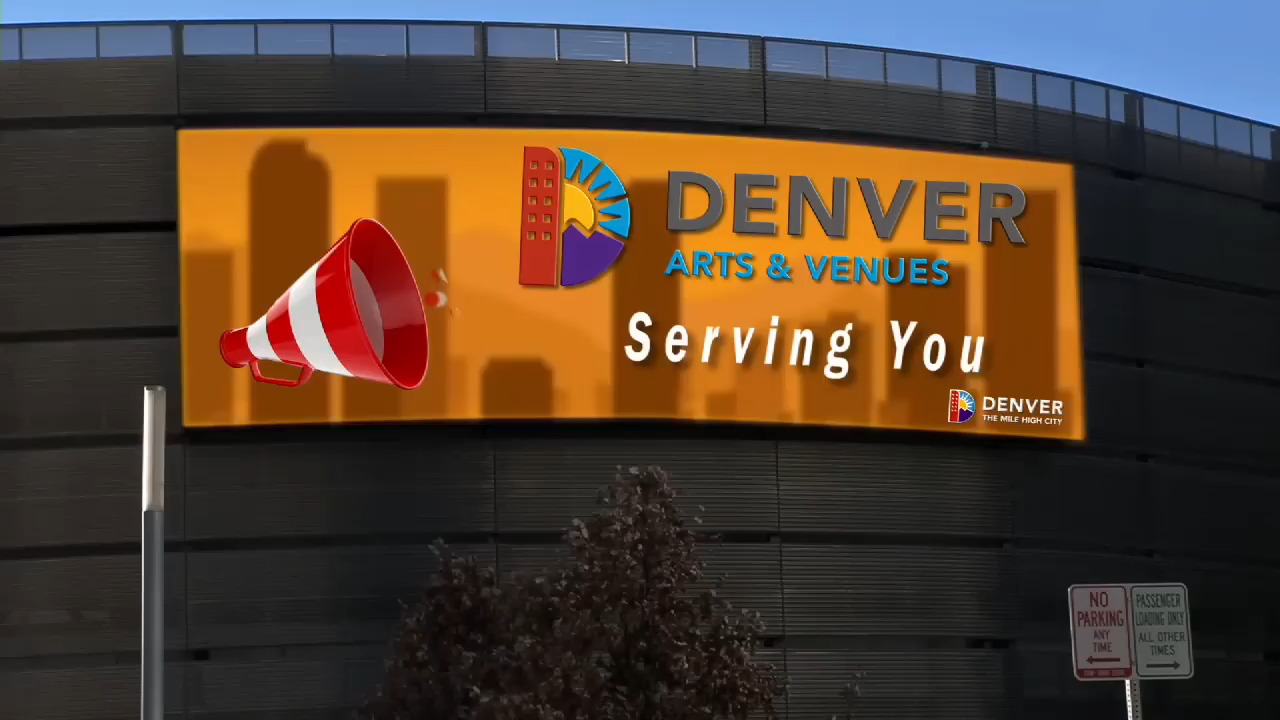 DENVER
ARTS & VENUES
Serving You
DENVER
THE MILE HIGH CITY
NO
PARKING
ANY
TIME
PASSENGER
LOADING ONLY
ALL OTHER
TIMES